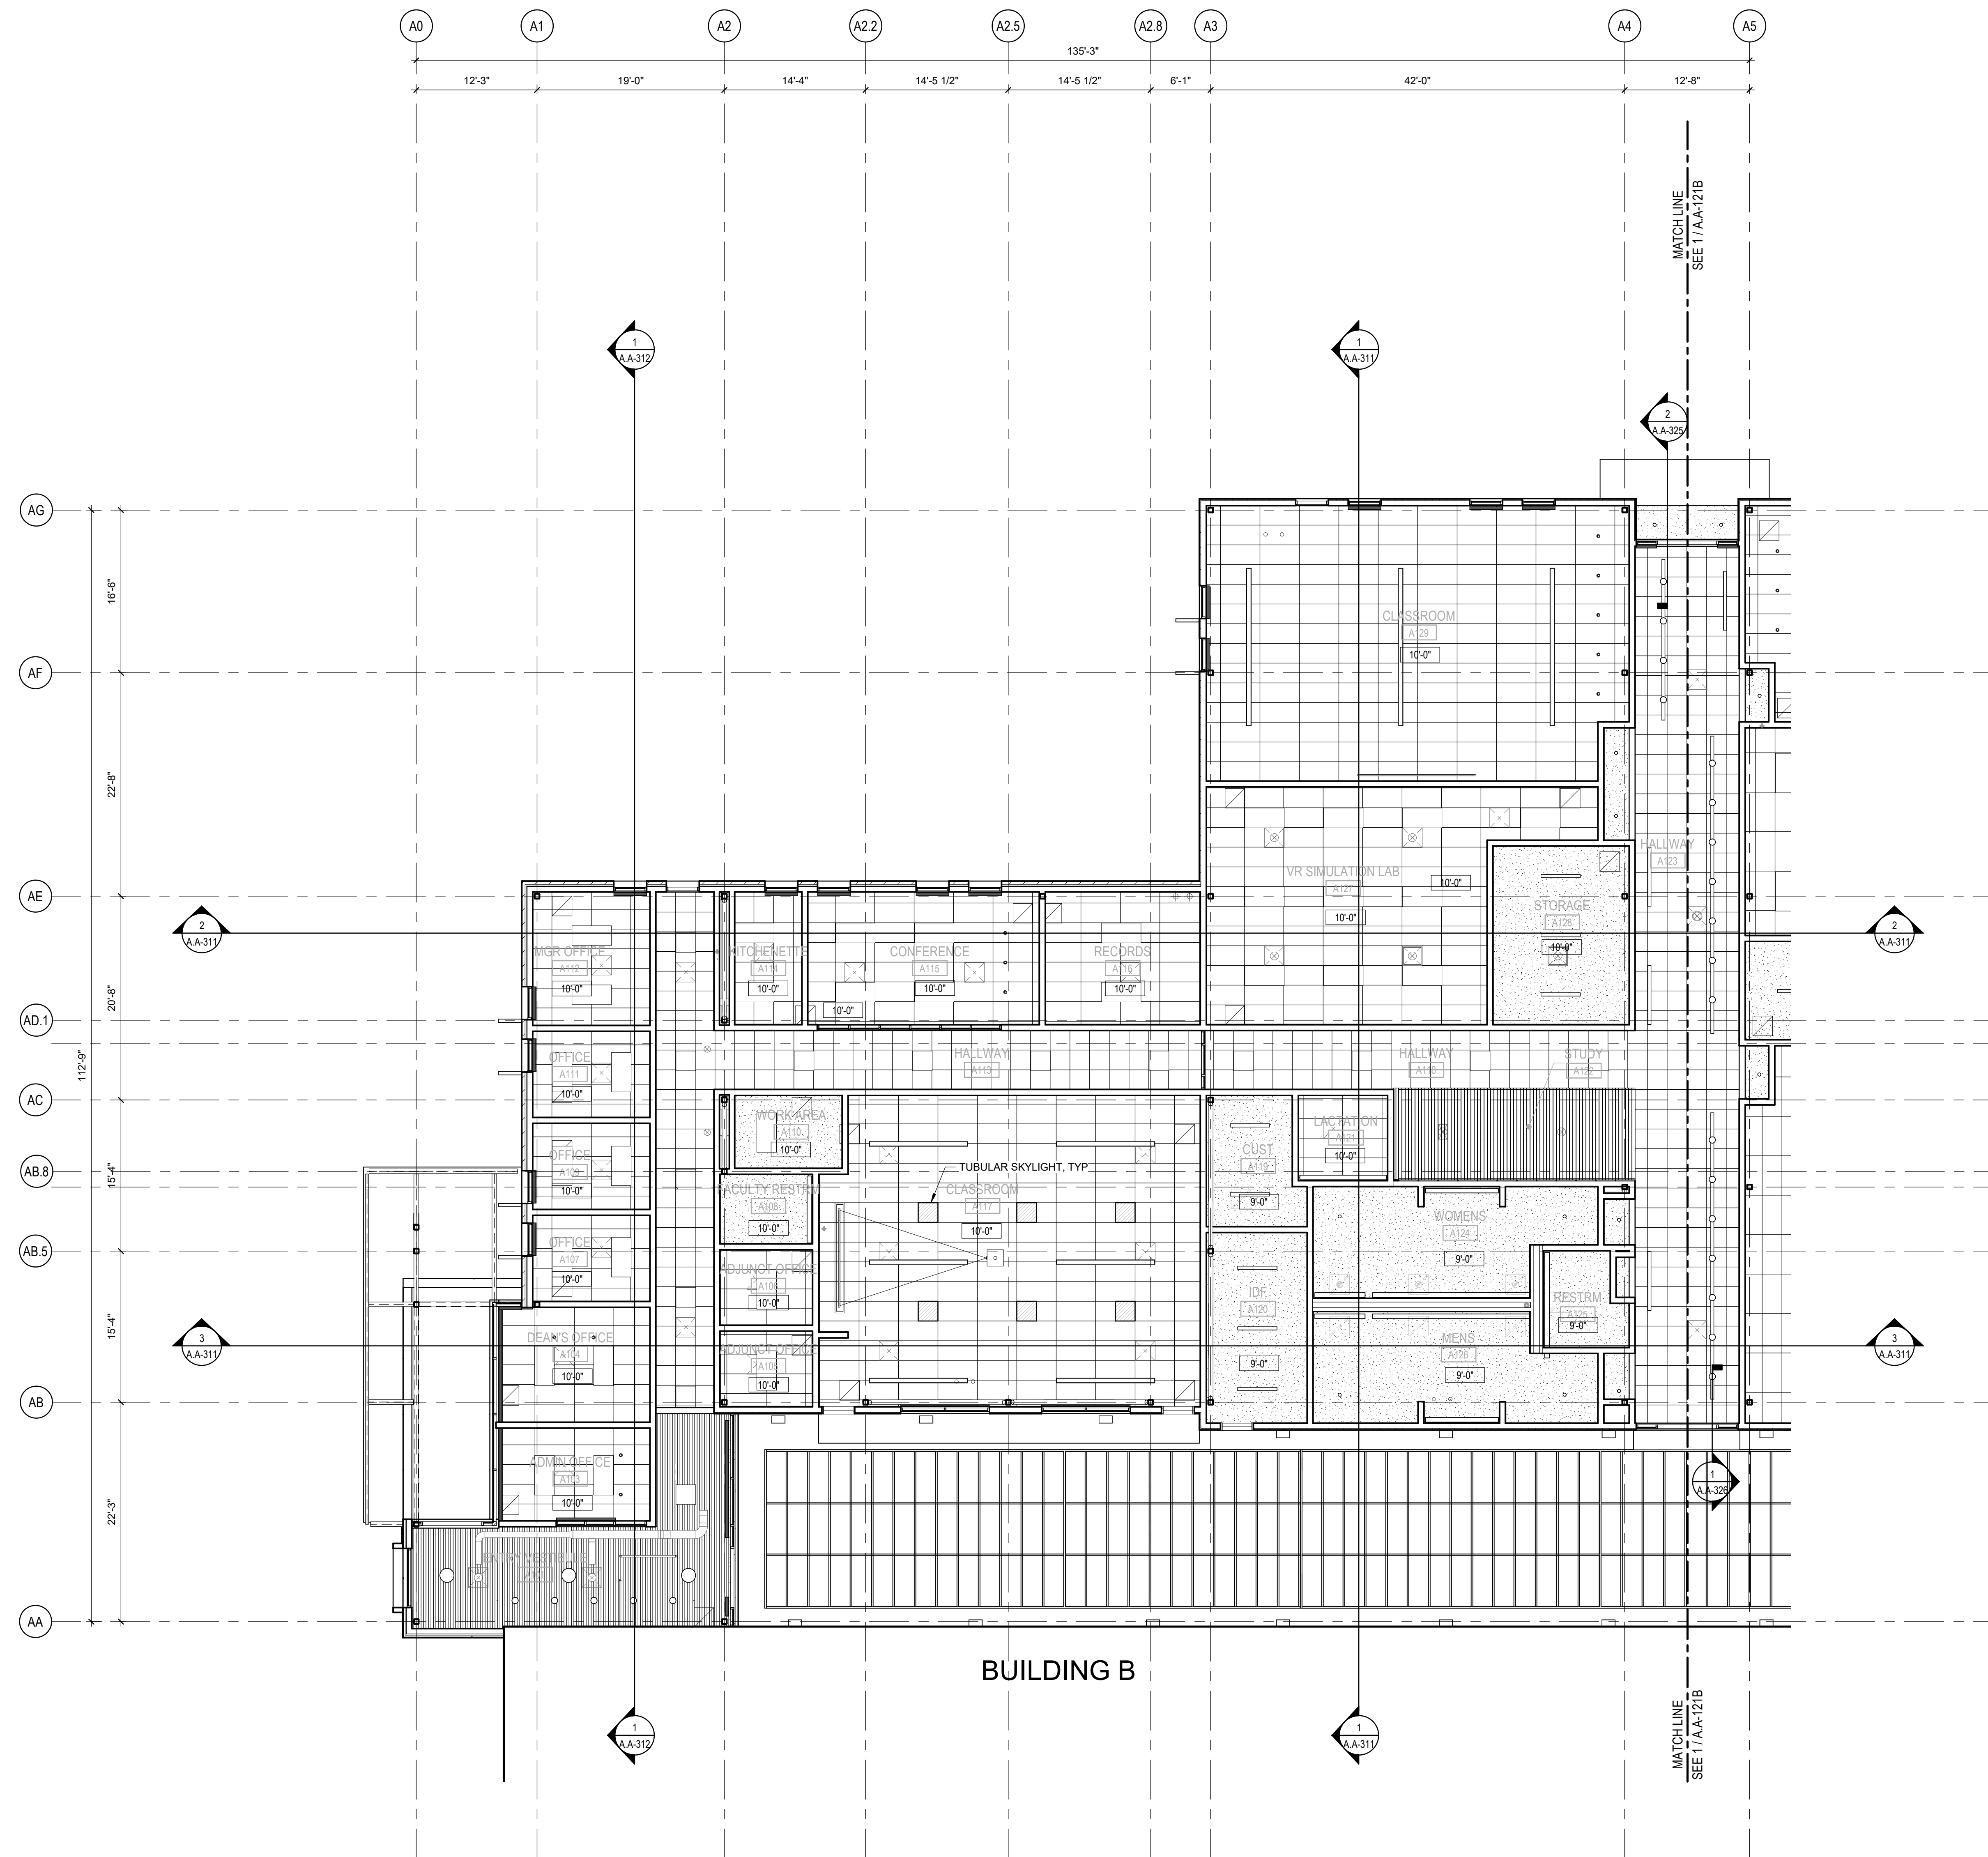 A0 A1 A2 A2.2 A2.5 A2.8 A3 A4 A5
135'-3"
12'-3" 19'-0" 14'-4" 14'-5 1/2" 14'-5 1/2" 6'-1" 42'-0" 12'-8"
MATCH LINE
SEE 1 / A.A-121B
1
A.A-312
1
A.A-311
2
A.A-325
AG
16'-6"
CLASSROOM
A129
10'-0"
AF
22'-8"
HALLWAY
A123
VR SIMULATION LAB
A127
10'-0"
10'-0"
AE
STORAGE
A128
10'-0"
2
A.A-311
2
A.A-311
MGR OFFICE
A112
10'-0"
KITCHENETTE
A114
10'-0"
CONFERENCE
A115
10'-0"
10'-0"
RECORDS
A116
10'-0"
20'-8"
AD.1
112'-9"
OFFICE
A111
10'-0"
HALLWAY
A113
HALLWAY
A118
STUDY
A122
AC
WORK AREA
A110
10'-0"
CUST
A119
9'-0"
LACTATION
A121
10'-0"
OFFICE
A109
10'-0"
AB.8
15'-4"
TUBULAR SKYLIGHT, TYP
FACULTY RESTRM
A108
10'-0"
CLASSROOM
A117
10'-0"
WOMENS
A124
9'-0"
OFFICE
A107
10'-0"
AB.5
ADJUNCT OFFICE
A106
10'-0"
IDF
A120
9'-0"
RESTRM
A125
9'-0"
15'-4"
3
A.A-311
3
A.A-311
DEAN'S OFFICE
A104
10'-0"
ADJUNCT OFFICE
A105
10'-0"
MENS
A126
9'-0"
AB
ADMIN OFFICE
A103
10'-0"
22'-3"
1
A.A-326
AA
BUILDING B
1
A.A-312
1
A.A-311
MATCH LINE
SEE 1 / A.A-121B